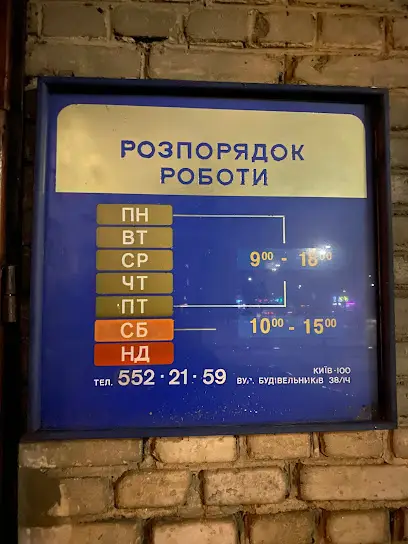 РОЗПОРЯДОК
РОБОТИ
ПН
ВТ
СР
ЧТ
ПТ
СБ
НД
9⁰⁰ - 18⁰⁰
10⁰⁰ - 15⁰⁰
ТЕЛ. 552·21·59
КИЇВ-100
ВУЛ. БУДІВЕЛЬНИКІВ 38/14